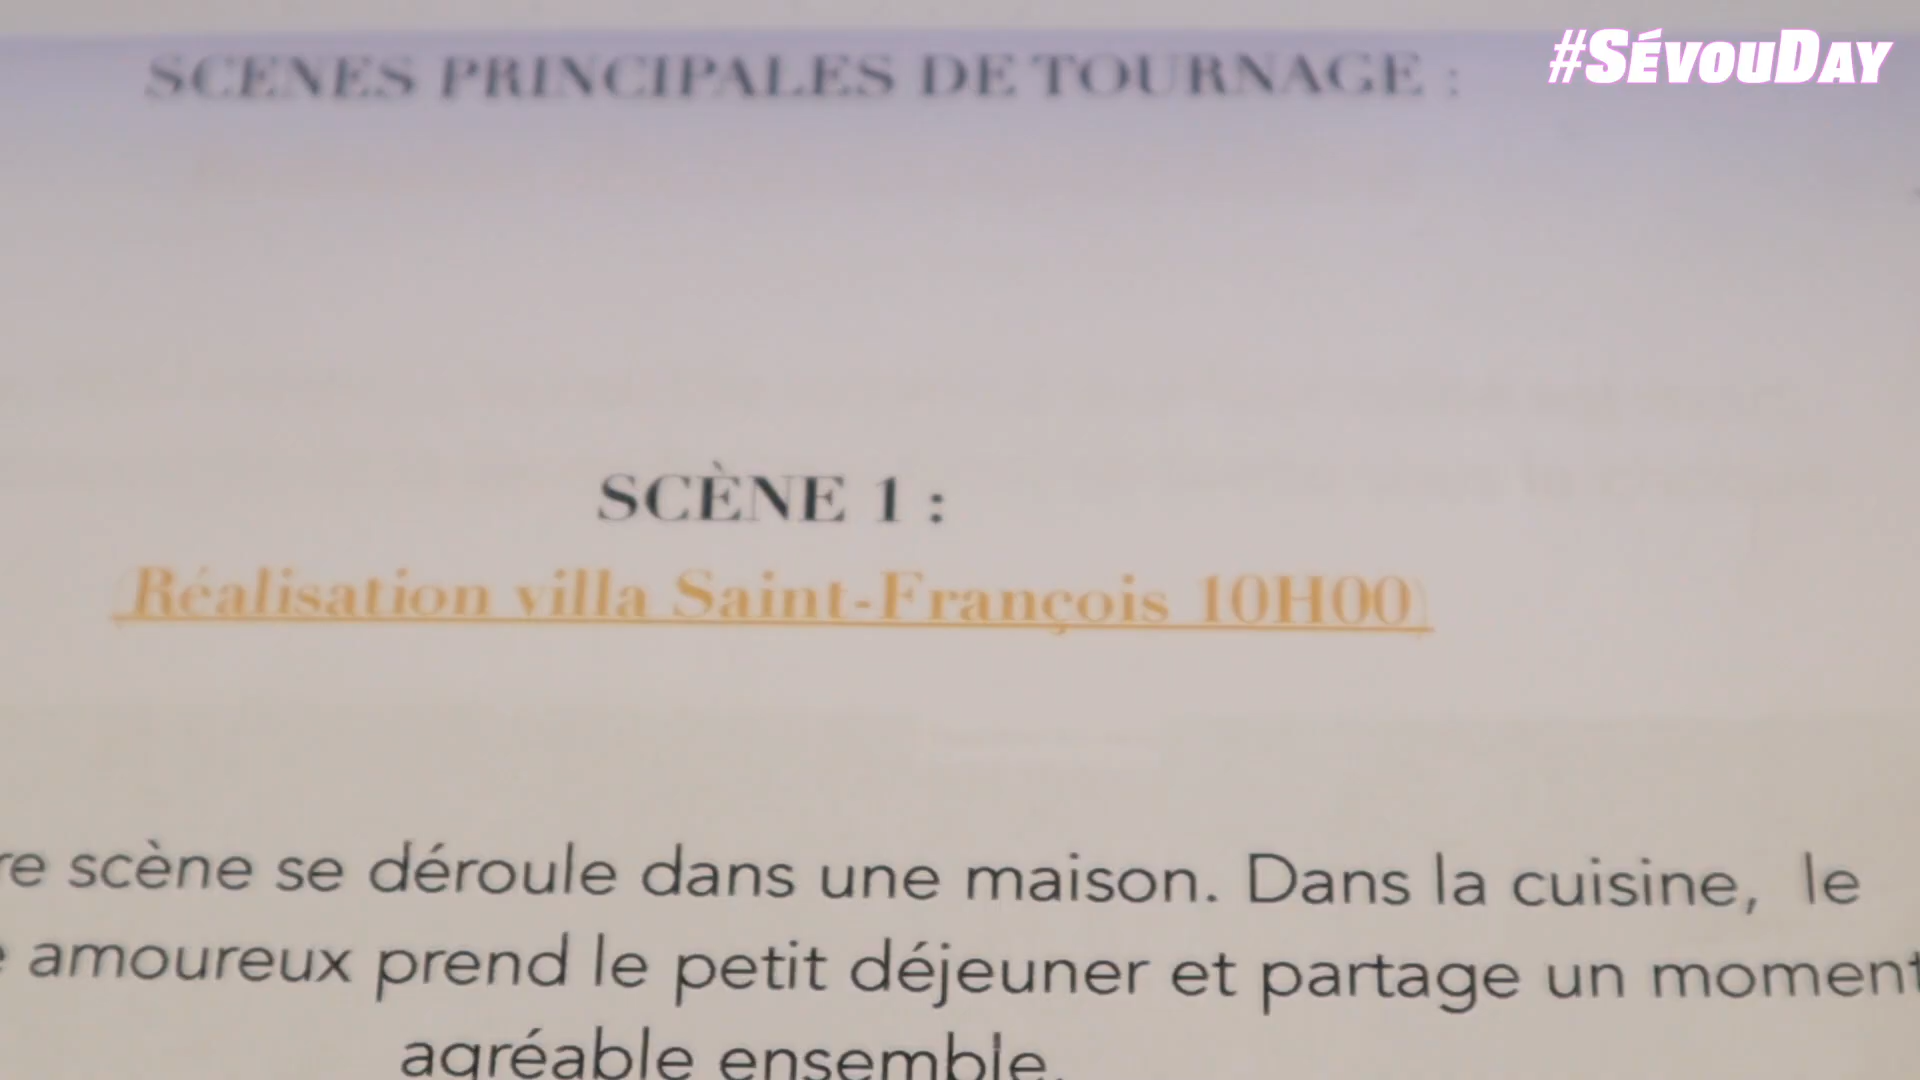 #SÉVOUDAY
SCENES PRINCIPALES DE TOURNAGE :
SCÈNE 1 :
(Réalisation villa Saint-François 10H00)
re scène se déroule dans une maison. Dans la cuisine, le
amoureux prend le petit déjeuner et partage un moment
agréable ensemble.